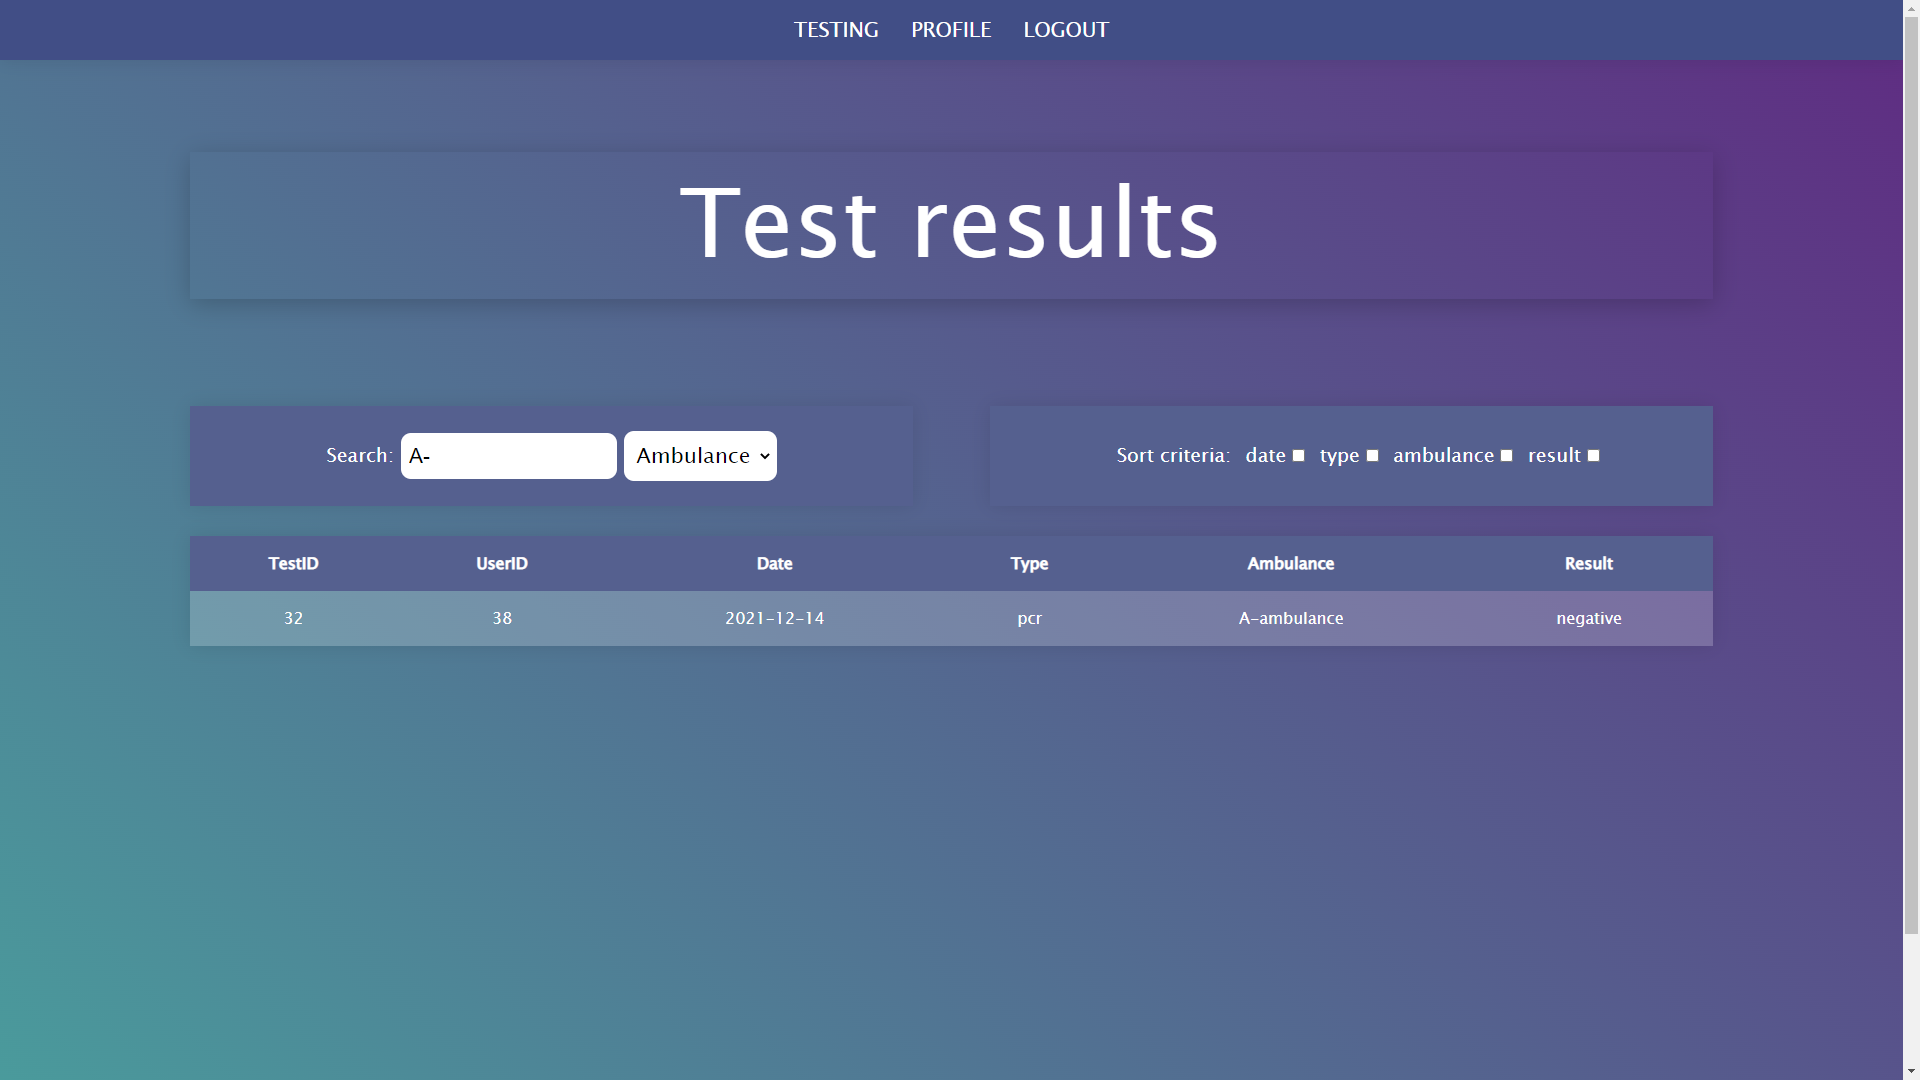 TESTING PROFILE LOGOUT
Test results
Search: A- Ambulance
Sort criteria: date type ambulance result
TestID UserID Date Type Ambulance Result
32 38 2021-12-14 pcr A-ambulance negative